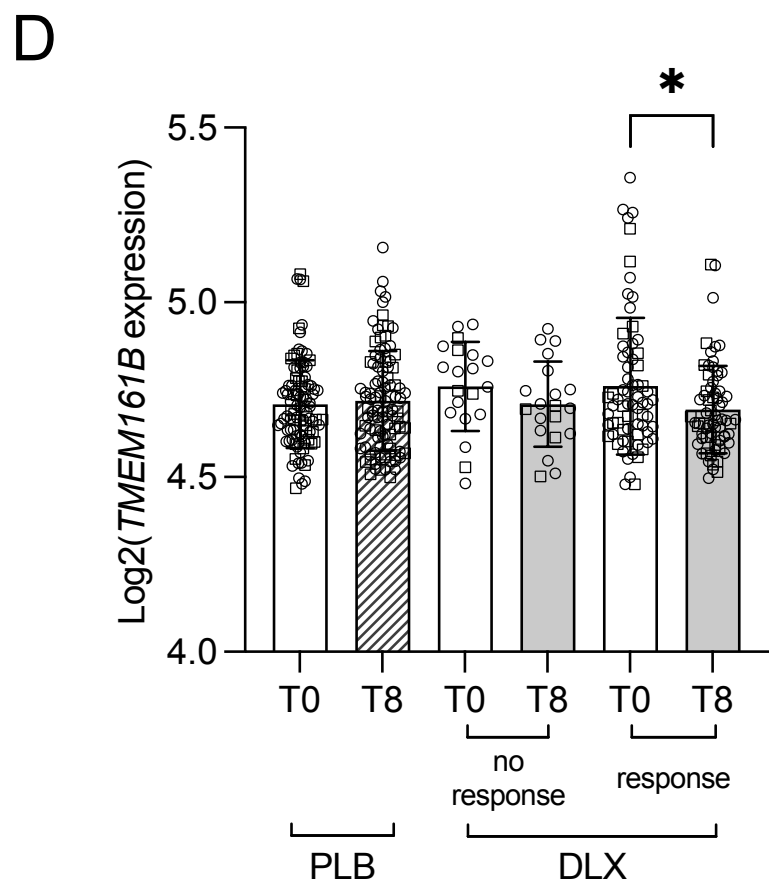 D
*
Log2(TMEM161B expression)
5.5
5.0
4.5
4.0
T0 T8 T0 T8 T0 T8
no
response
response
PLB DLX